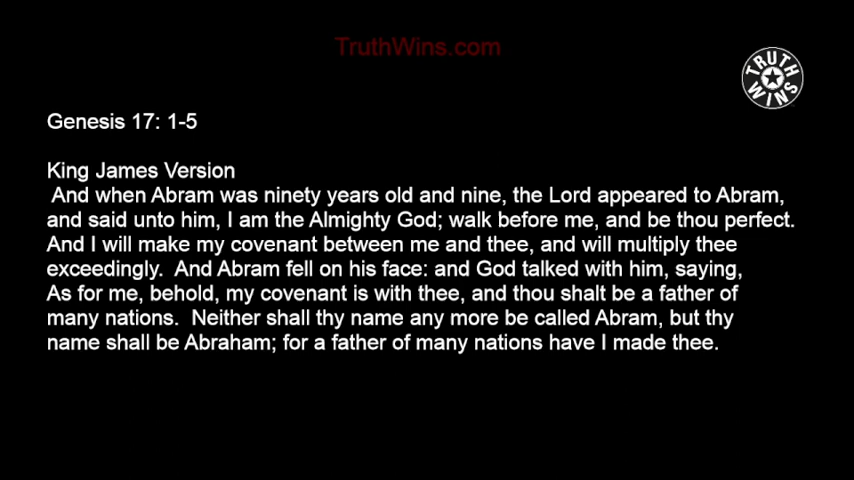 TruthWins.com
TRUTH
WINS
Genesis 17: 1-5
King James Version
And when Abram was ninety years old and nine, the Lord appeared to Abram,
and said unto him, I am the Almighty God; walk before me, and be thou perfect.
And I will make my covenant between me and thee, and will multiply thee
exceedingly.  And Abram fell on his face: and God talked with him, saying,
As for me, behold, my covenant is with thee, and thou shalt be a father of
many nations.  Neither shall thy name any more be called Abram, but thy
name shall be Abraham; for a father of many nations have I made thee.